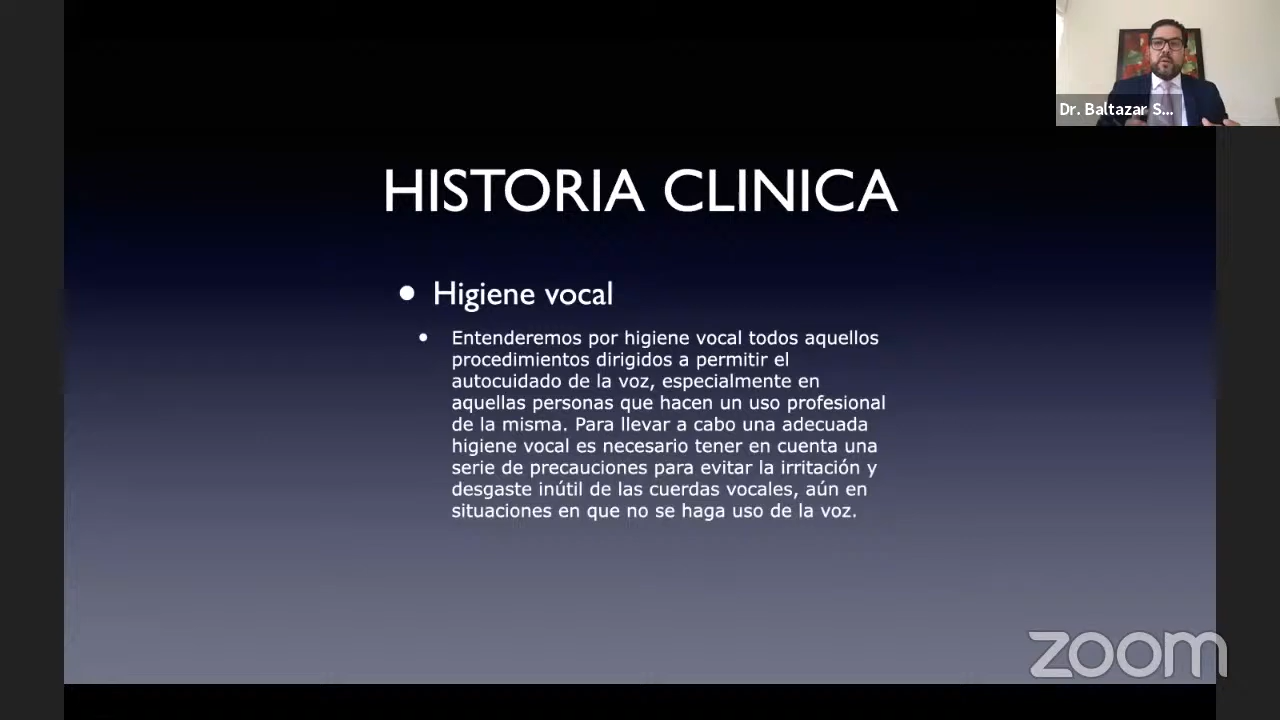 Dr. Baltazar S...
HISTORIA CLINICA
• Higiene vocal
• Entenderemos por higiene vocal todos aquellos
procedimientos dirigidos a permitir el
autocuidado de la voz, especialmente en
aquellas personas que hacen un uso profesional
de la misma. Para llevar a cabo una adecuada
higiene vocal es necesario tener en cuenta una
serie de precauciones para evitar la irritación y
desgaste inútil de las cuerdas vocales, aún en
situaciones en que no se haga uso de la voz.
zoom